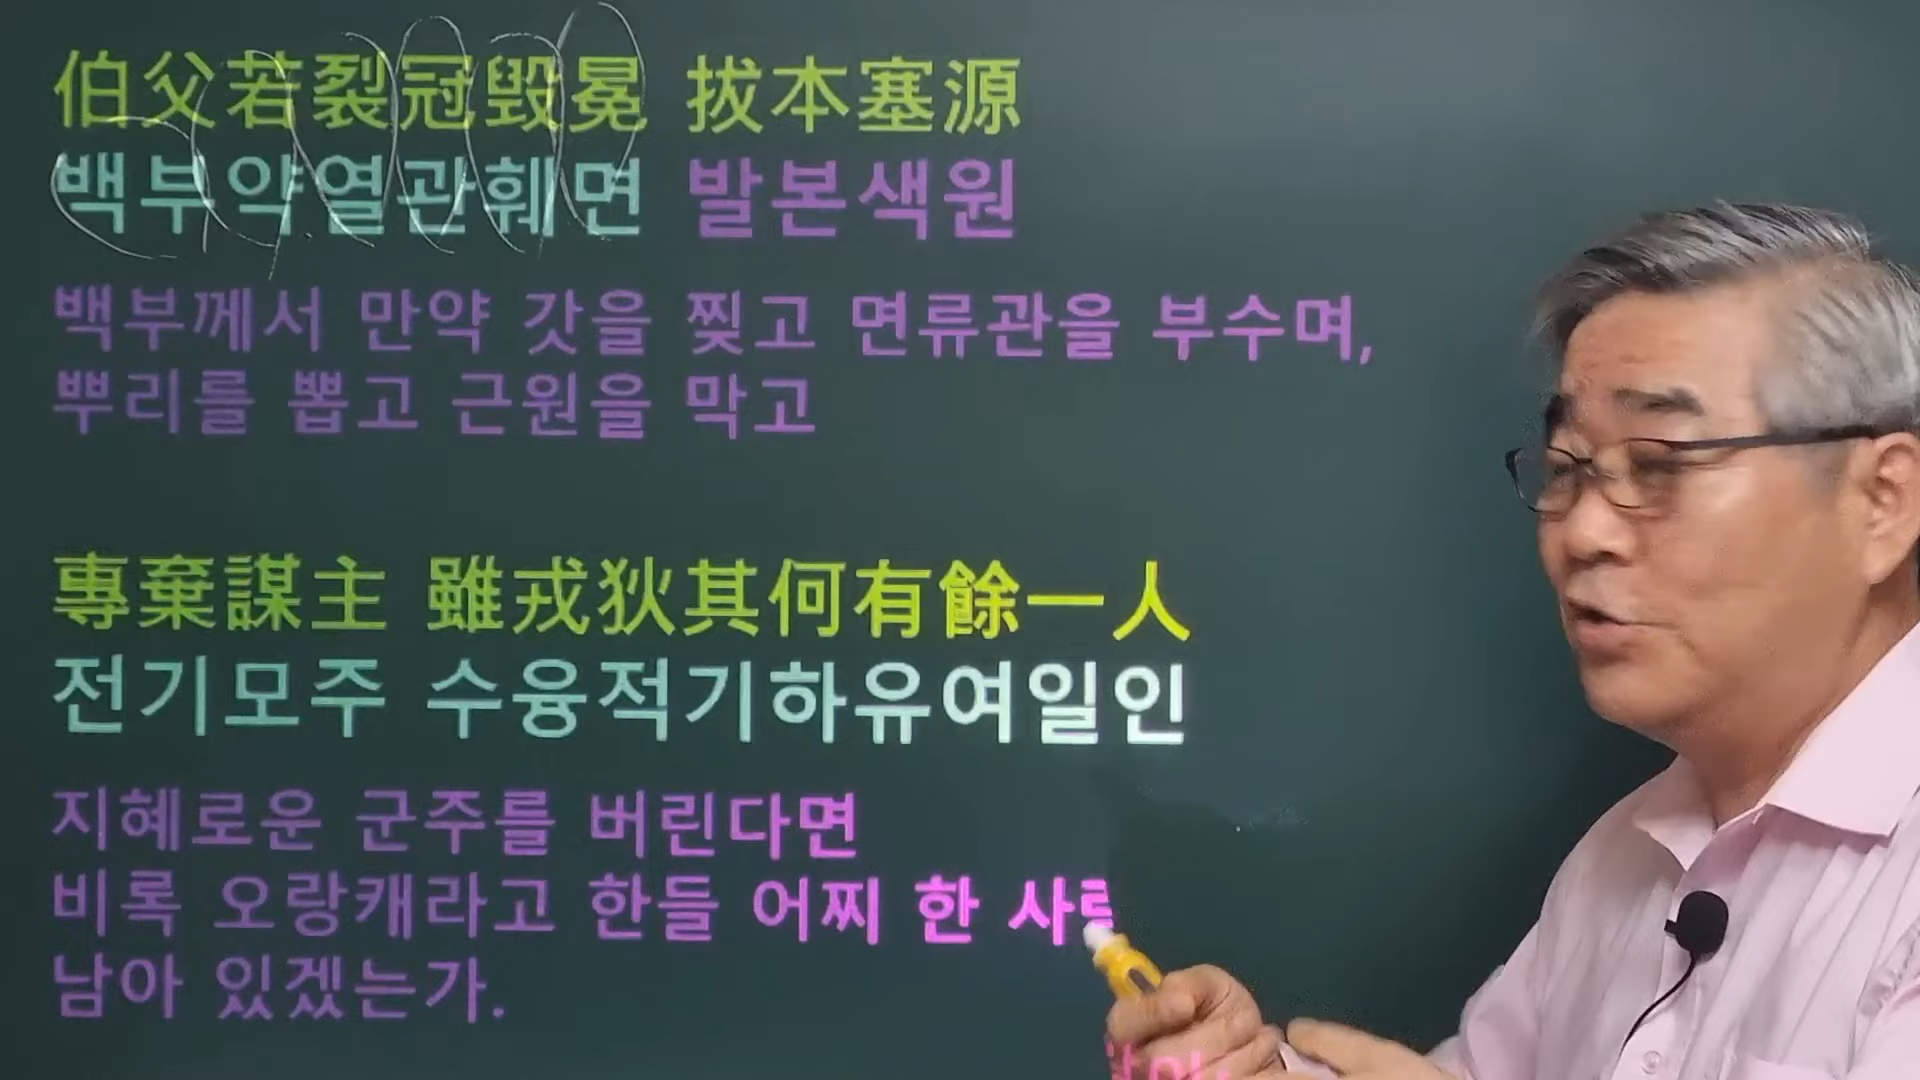 伯父若裂冠毀冕 拔本塞源
백부약열관훼면 발본색원
백부께서 만약 갓을 찢고 면류관을 부수며,
뿌리를 뽑고 근원을 막고
專棄謀主 雖戎狄其何有餘一人
전기모주 수융적기하유여일인
지혜로운 군주를 버린다면
비록 오랑캐라고 한들 어찌 한
남아 있겠는가.